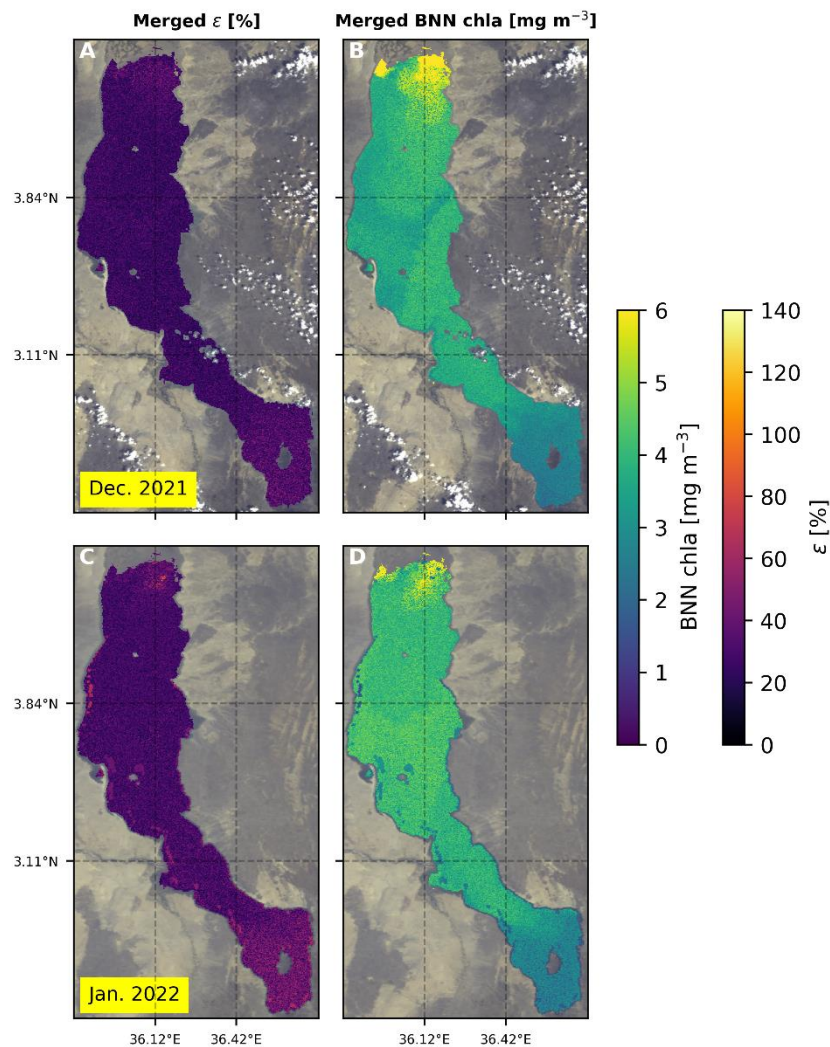 Merged ε [%]
Merged BNN chla [mg m⁻³]
A
B
3.84°N
3.11°N
Dec. 2021
C
D
3.84°N
3.11°N
Jan. 2022
36.12°E
36.42°E
36.12°E
36.42°E
6
5
4
3
2
1
0
BNN chla [mg m⁻³]
140
120
100
80
60
40
20
0
ε [%]